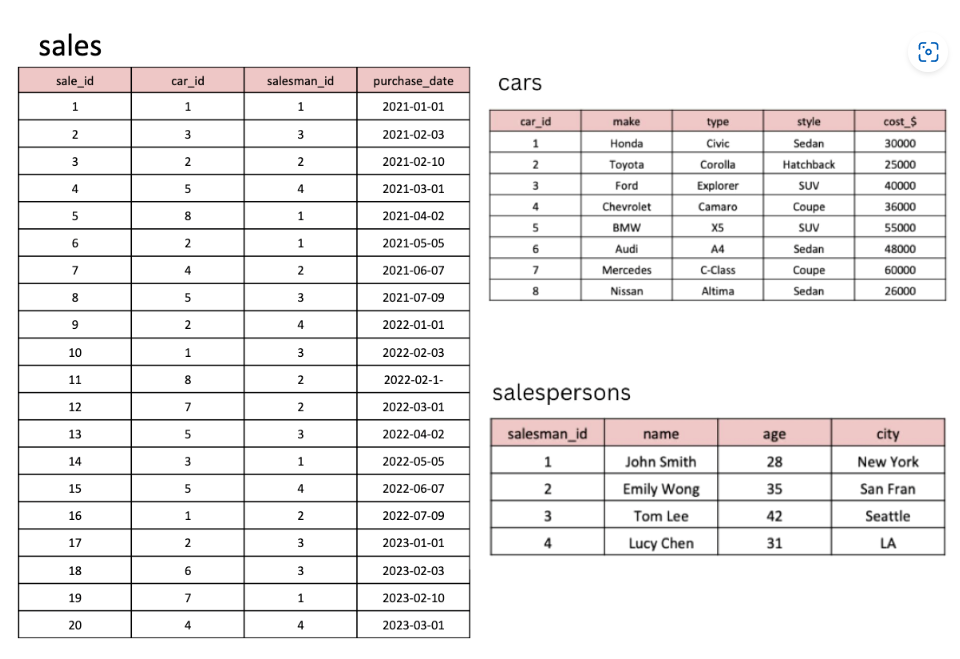 sales
sale_id car_id salesman_id purchase_date
1 1 1 2021-01-01
2 3 3 2021-02-03
3 2 2 2021-02-10
4 5 4 2021-03-01
5 8 1 2021-04-02
6 2 1 2021-05-05
7 4 2 2021-06-07
8 5 3 2021-07-09
9 2 4 2022-01-01
10 1 3 2022-02-03
11 8 2 2022-02-1-
12 7 2 2022-03-01
13 5 3 2022-04-02
14 3 1 2022-05-05
15 5 4 2022-06-07
16 1 2 2022-07-09
17 2 3 2023-01-01
18 6 3 2023-02-03
19 7 1 2023-02-10
20 4 4 2023-03-01
cars
car_id make type style cost_$
1 Honda Civic Sedan 30000
2 Toyota Corolla Hatchback 25000
3 Ford Explorer SUV 40000
4 Chevrolet Camaro Coupe 36000
5 BMW X5 SUV 55000
6 Audi A4 Sedan 48000
7 Mercedes C-Class Coupe 60000
8 Nissan Altima Sedan 26000
salespersons
salesman_id name age city
1 John Smith 28 New York
2 Emily Wong 35 San Fran
3 Tom Lee 42 Seattle
4 Lucy Chen 31 LA